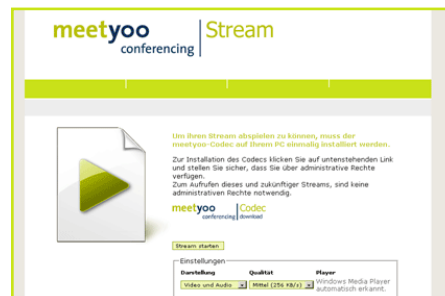 meetyoo Stream
conferencing
Um ihren Stream abspielen zu können, muss der
meetyoo-Codec auf Ihrem PC einmalig installiert werden.
Zur Installation des Codecs klicken Sie auf untenstehenden Link
und stellen Sie sicher, dass Sie über administrative Rechte
verfügen.
Zum Aufrufen dieses und zukünftiger Streams, sind keine
administrativen Rechte notwendig.
meetyoo Codec
conferencing download
Stream starten
Einstellungen
Darstellung Qualität Player
Video und Audio Mittel (256 KB/s) Windows Media Player
automatisch erkannt.